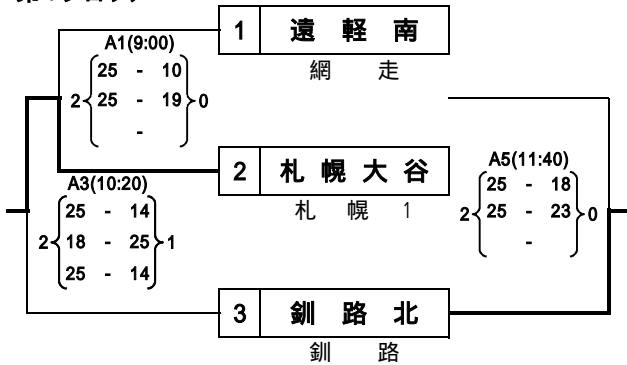 A1(9:00)
25 - 10
2 25 - 19 0
-
1 遠軽南
網走
2 札幌大谷
札幌1
A3(10:20)
25 - 14
2 18 - 25 1
25 - 14
A5(11:40)
25 - 18
2 25 - 23 0
-
3 釧路北
釧路